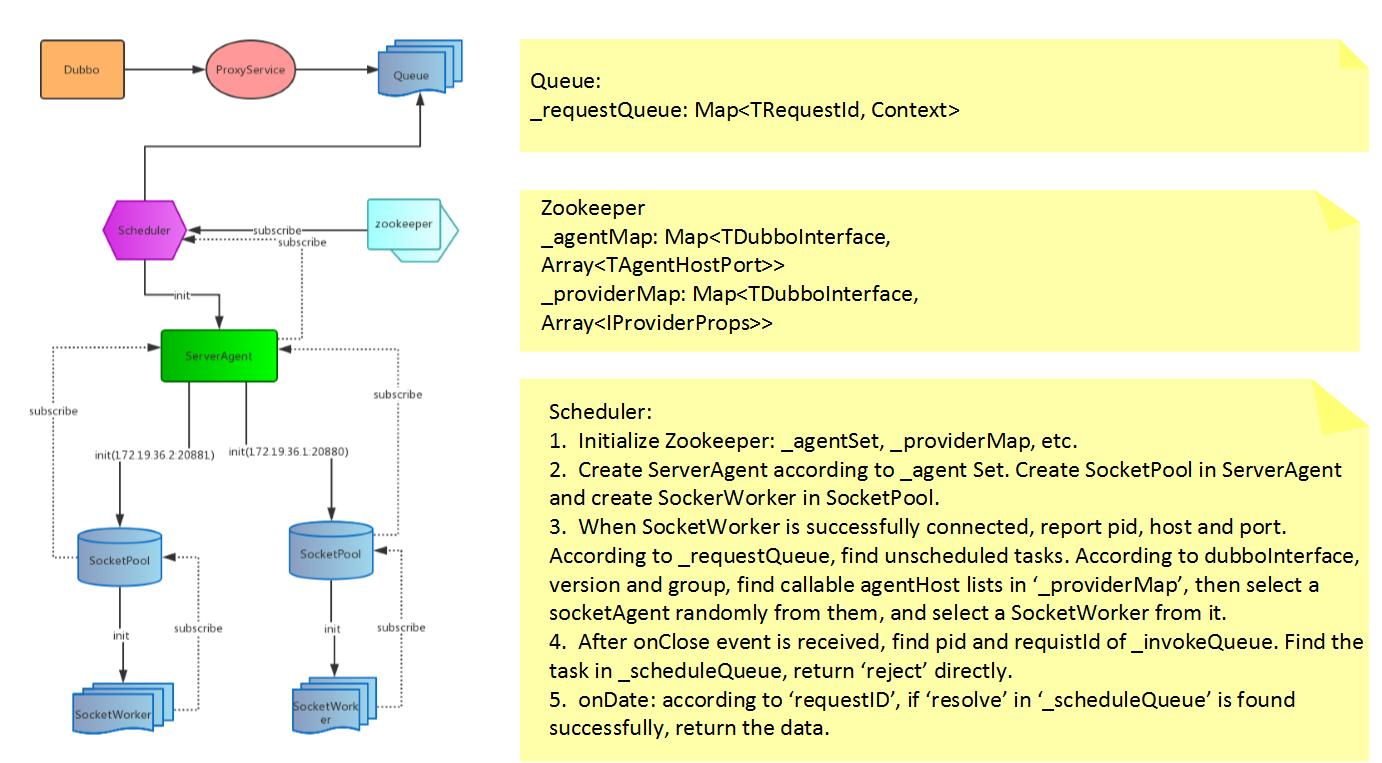 Dubbo
ProxyService
Queue
Scheduler
subscribe
subscribe
zookeeper
init
ServerAgent
subscribe
subscribe
init(172.19.36.2:20881)
init(172.19.36.1:20880)
SocketPool
SocketPool
init
subscribe
init
subscribe
SocketWorker
SocketWork
er
Queue:
_requestQueue: Map<TRequestId, Context>
Zookeeper
_agentMap: Map<TDubboInterface,
Array<TAgentHostPort>>
_providerMap: Map<TDubboInterface,
Array<IProviderProps>>
Scheduler:
1. Initialize Zookeeper: _agentSet, _providerMap, etc.
2. Create ServerAgent according to _agent Set. Create SocketPool in ServerAgent
and create SockerWorker in SocketPool.
3. When SocketWorker is successfully connected, report pid, host and port.
According to _requestQueue, find unscheduled tasks. According to dubboInterface,
version and group, find callable agentHost lists in ‘_providerMap’, then select a
socketAgent randomly from them, and select a SocketWorker from it.
4. After onClose event is received, find pid and requistId of _invokeQueue. Find the
task in _scheduleQueue, return ‘reject’ directly.
5. onDate: according to ‘requestID’, if ‘resolve’ in ‘_scheduleQueue’ is found
successfully, return the data.